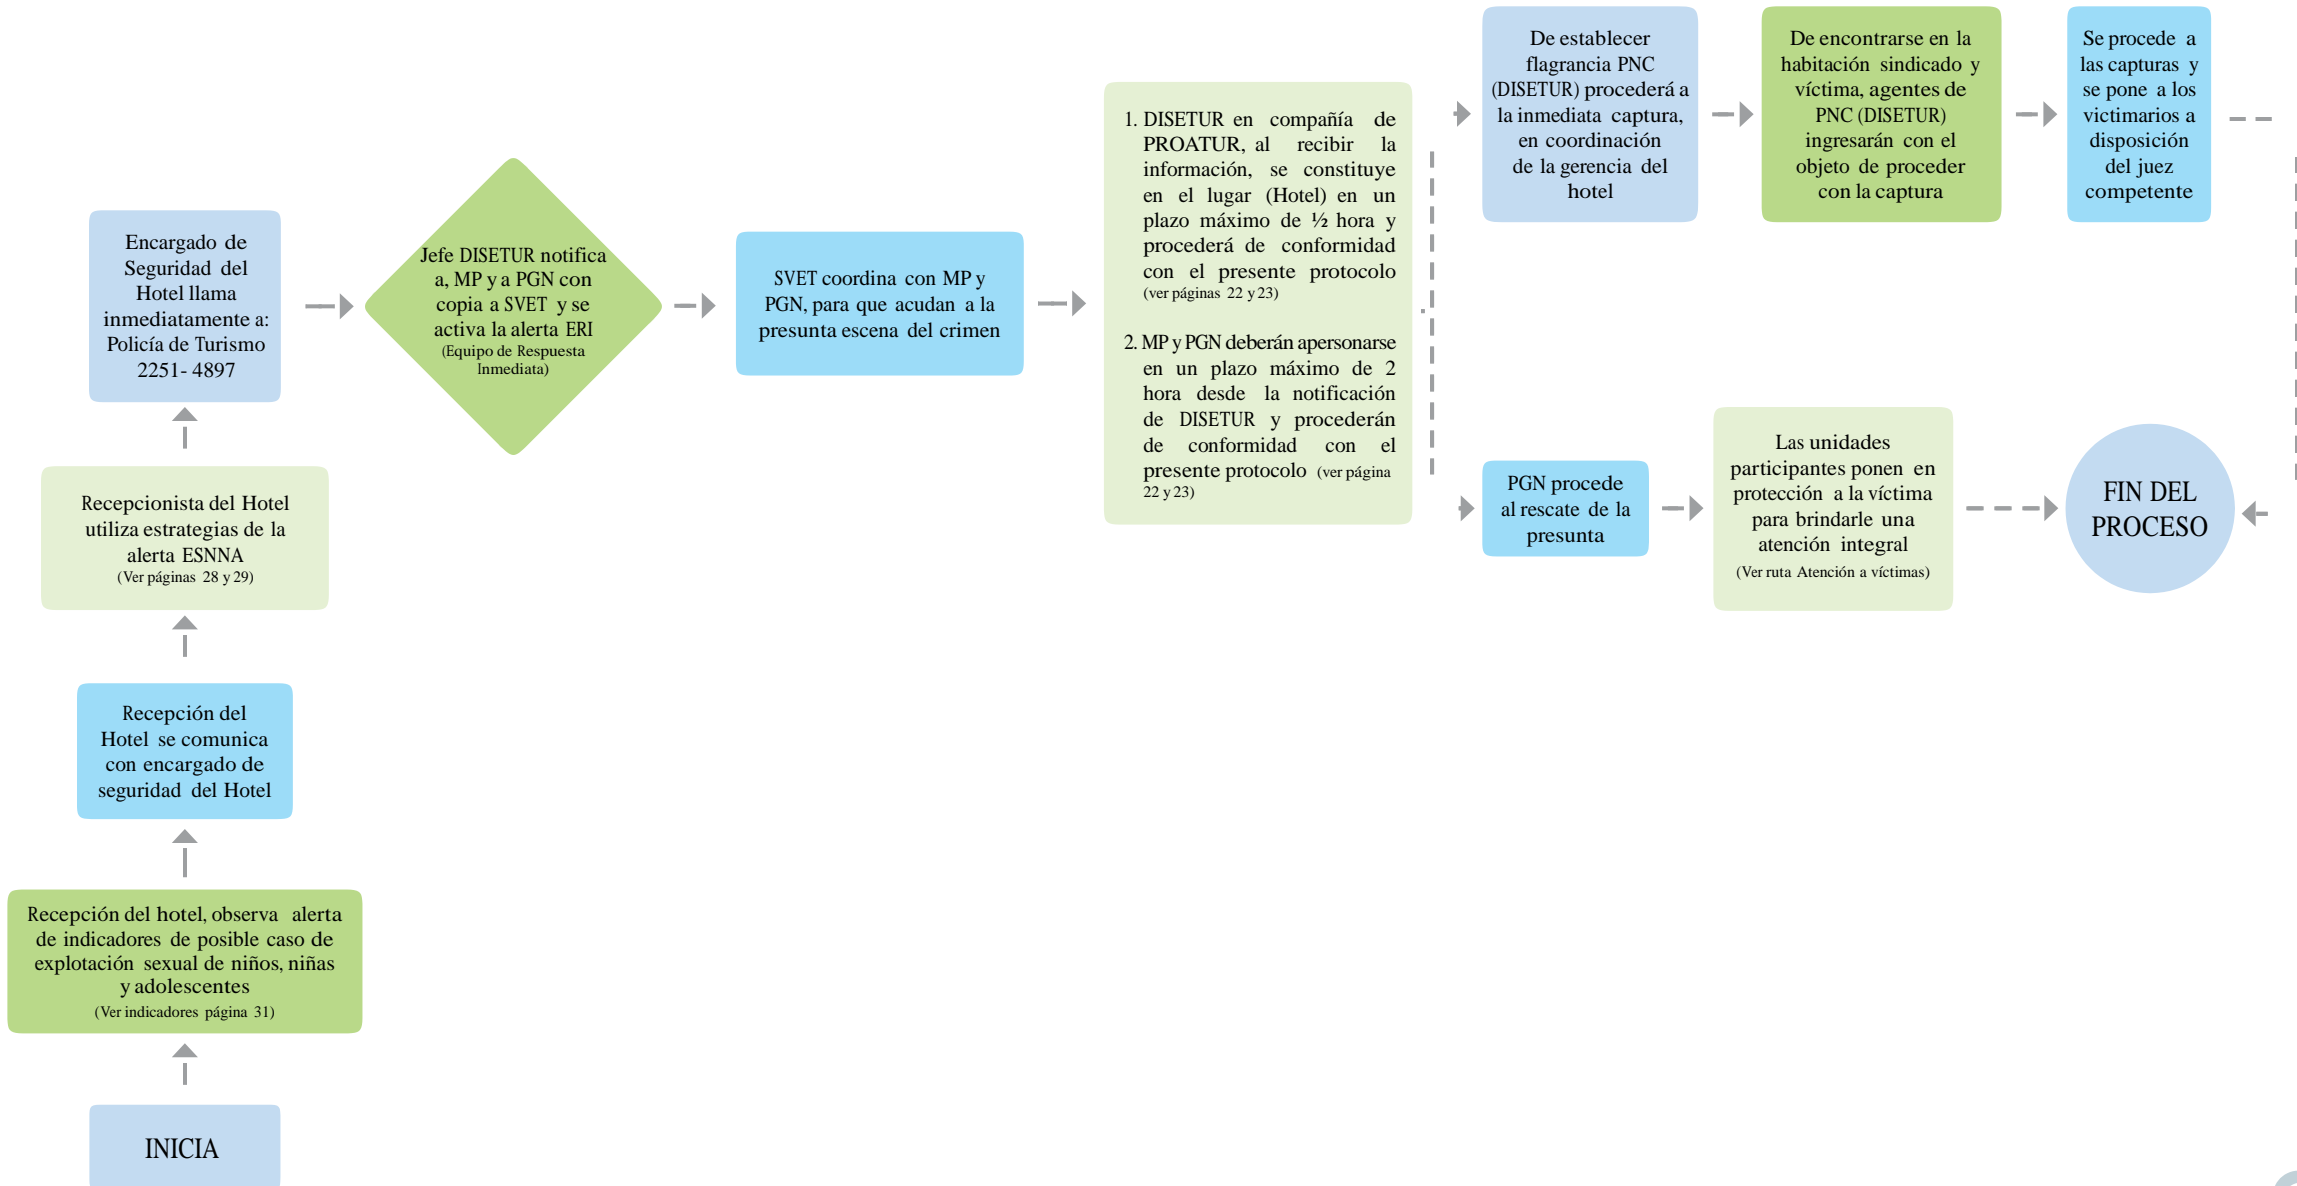 INICIA
Recepción del hotel, observa alerta
de indicadores de posible caso de
explotación sexual de niños, niñas
y adolescentes
(Ver indicadores página 31)
Recepción del
Hotel se comunica
con encargado de
seguridad del Hotel
Recepcionista del Hotel
utiliza estrategias de la
alerta ESNNA
(Ver páginas 28 y 29)
Encargado de
Seguridad del
Hotel llama
inmediatamente a:
Policía de Turismo
2251- 4897
Jefe DISETUR notifica
a, MP y a PGN con
copia a SVET y se
activa la alerta ERI
(Equipo de Respuesta
Inmediata)
SVET coordina con MP y
PGN, para que acudan a la
presunta escena del crimen
1. DISETUR en compañía de
PROATUR, al recibir la
información, se constituye
en el lugar (Hotel) en un
plazo máximo de ½ hora y
procederá de conformidad
con el presente protocolo
(ver páginas 22 y 23)
2. MP y PGN deberán apersonarse
en un plazo máximo de 2
hora desde la notificación
de DISETUR y procederán
de conformidad con el
presente protocolo (ver página
22 y 23)
De establecer
flagrancia PNC
(DISETUR) procederá a
la inmediata captura,
en coordinación
de la gerencia del
hotel
De encontrarse en la
habitación sindicado y
víctima, agentes de
PNC (DISETUR)
ingresarán con el
objeto de proceder
con la captura
Se procede a
las capturas y
se pone a los
victimarios a
disposición
del juez
competente
PGN procede
al rescate de la
presunta
Las unidades
participantes ponen en
protección a la víctima
para brindarle una
atención integral
(Ver ruta Atención a víctimas)
FIN DEL
PROCESO